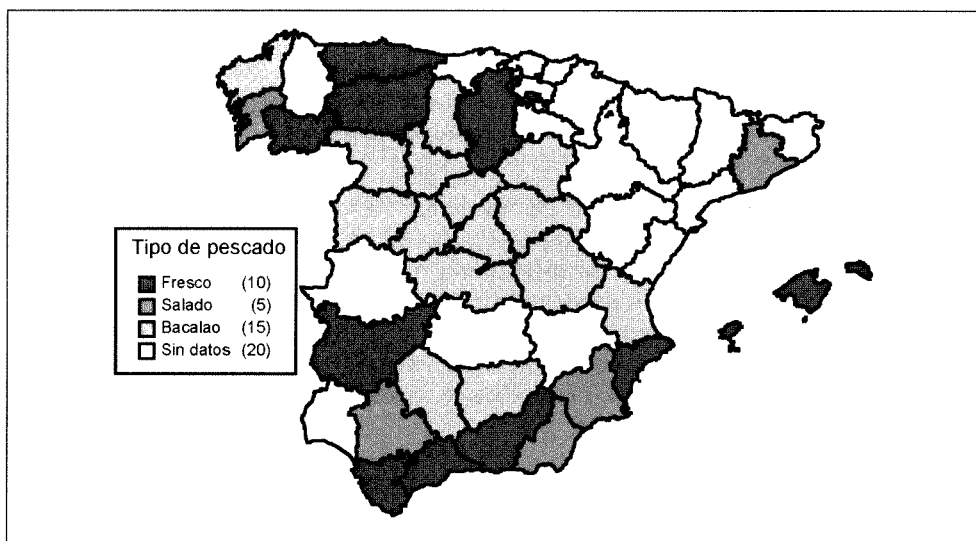 Tipo de pescado
Fresco (10)
Salado (5)
Bacalao (15)
Sin datos (20)